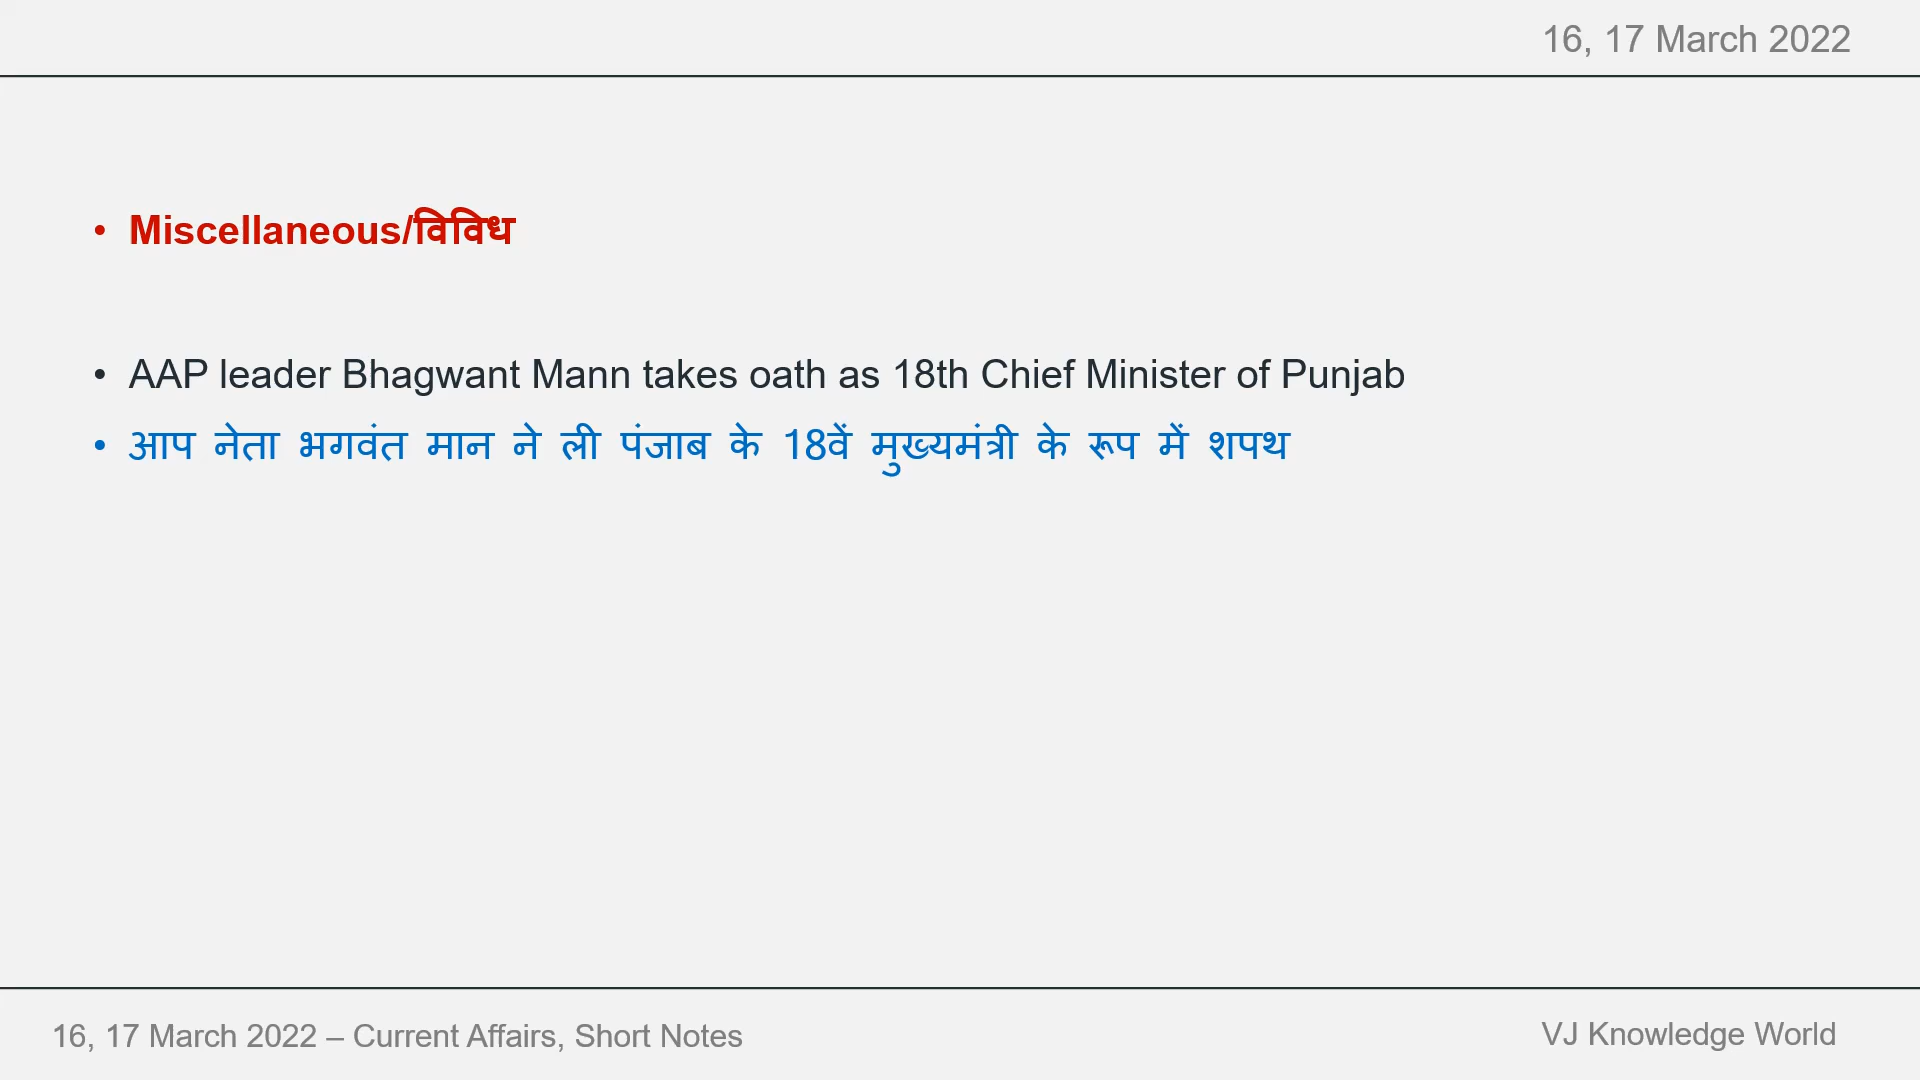 16, 17 March 2022
• Miscellaneous/विविध
• AAP leader Bhagwant Mann takes oath as 18th Chief Minister of Punjab
• आप नेता भगवंत मान ने ली पंजाब के 18वें मुख्यमंत्री के रूप में शपथ
16, 17 March 2022 – Current Affairs, Short Notes
VJ Knowledge World